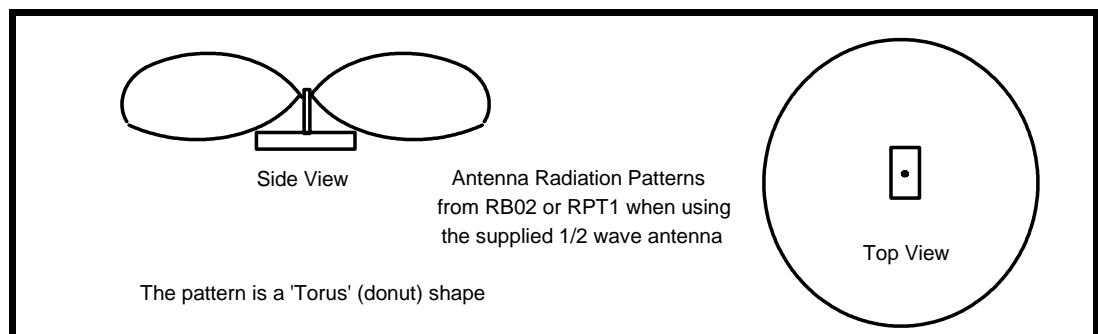 Side View
Antenna Radiation Patterns
from RB02 or RPT1 when using
the supplied 1/2 wave antenna
Top View
The pattern is a 'Torus' (donut) shape